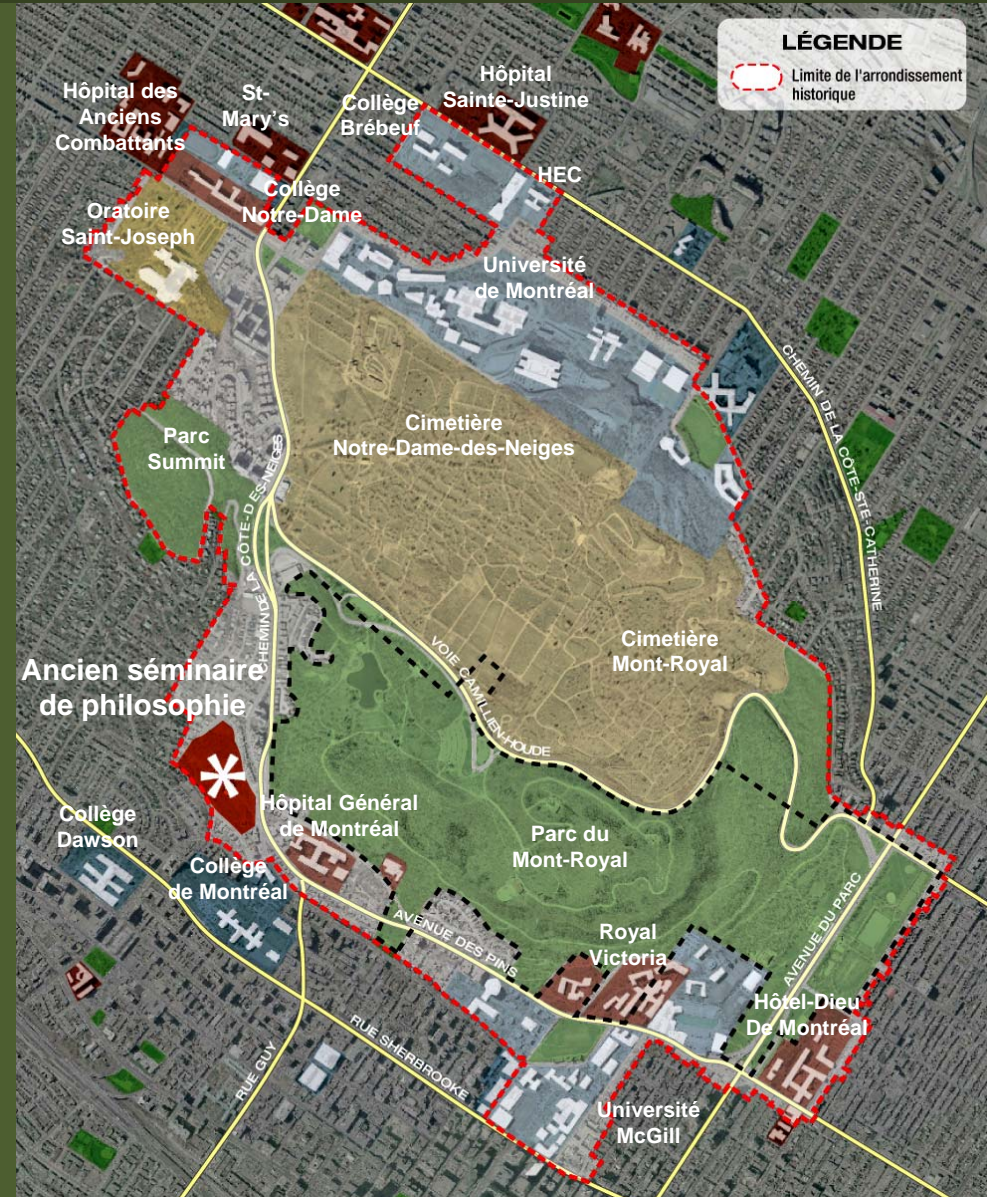 LÉGENDE
Limite de l'arrondissement
historique
Hôpital des
Anciens
Combattants
St-
Mary's
Collège
Brébeuf
Hôpital
Sainte-Justine
HEC
Collège
Notre-Dame
Oratoire
Saint-Joseph
Université
de Montréal
CHEMIN DE LA CÔTE-STE-CATHERINE
Parc
Summit
Cimetière
Notre-Dame-des-Neiges
CHEMIN DE LA CÔTE-DES-NEIGES
VOIE CAMILLIEN-HOUDE
Cimetière
Mont-Royal
Ancien séminaire
de philosophie
Collège
Dawson
Hôpital Général
de Montréal
Parc du
Mont-Royal
Collège
de Montréal
AVENUE DES PINS
AVENUE DU PARC
Royal
Victoria
Hôtel-Dieu
De Montréal
RUE SHERBROOKE
RUE GUY
Université
McGill